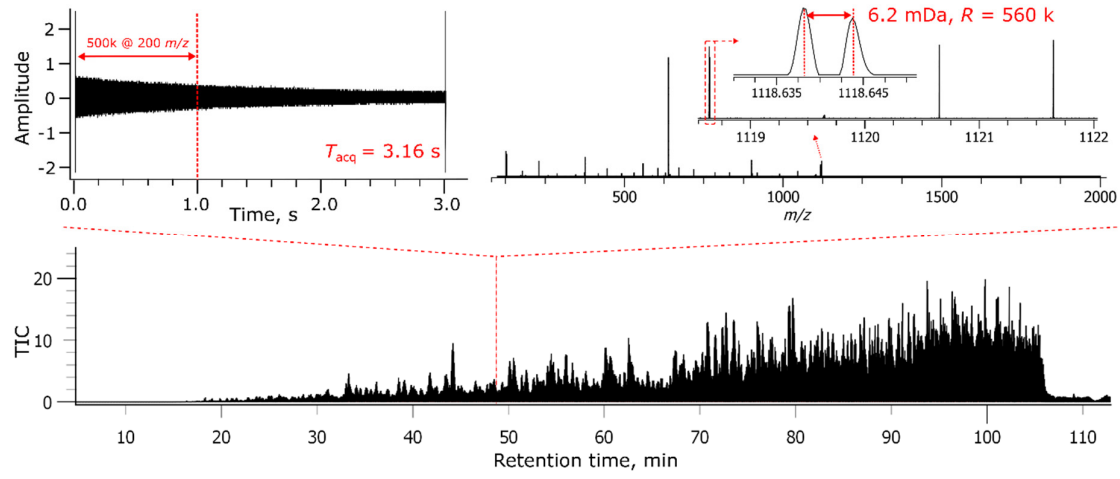 2
1
0
-1
-2
Amplitude
500k @ 200 m/z
Tacq = 3.16 s
0.0 1.0 2.0 3.0
Time, s
6.2 mDa, R = 560 k
1118.635 1118.645
1119 1120 1121 1122
500 1000 1500 2000
m/z
20
10
0
TIC
10 20 30 40 50 60 70 80 90 100 110
Retention time, min